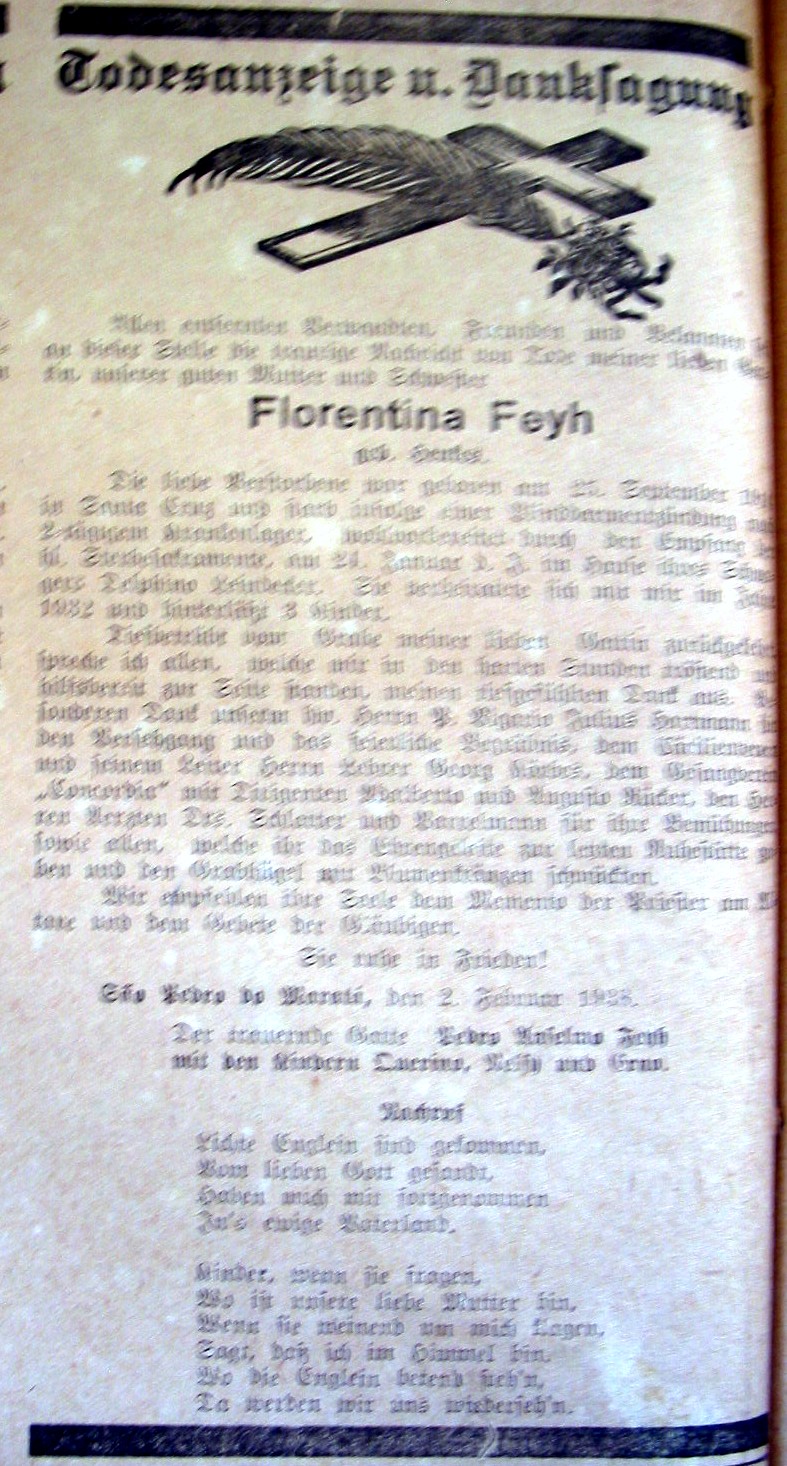 Todesanzeige u. Danksagung
Allen entfernten Verwandten, Freunden und Bekannten
an dieser Stelle die traurige Nachricht von Tode meiner lieben
tin, unserer guten Mutter und Schwester
Florentina Feyh
geb. Hentes.
Die liebe Verstorbene war geboren am 25. September
in Santa Cruz und starb infolge einer Blinddarmentzündung
2-tägigem Krankenlager, wohlvorbereitet durch den Empfang
hl. Sterbesakramente, am 24. Januar d. J. im Hause ihres
gers Delphino Der verheiratete sich mit mir im
1932 und hinterläßt 3 Kinder.
Tiefbetrübt vom Grabe meiner lieben Gattin
spreche ich allen, welche mir in den harten Stunden tröstend
hilfsbereit zur Seite standen, meinen tiefgefühlten Dank aus.
sonderen Dank unserm hw. Herrn P. Vigario Julius Hartmann
den Versehgang und das feierliche Begräbnis, dem
und seinem Leiter Herrn Lehrer Georg dem
„Concordia" mit Dirigenten Adalberto und Augusto
ren Aerzten Drs. Schlatter und für ihre
sowie allen, welche ihr das Ehrengeleite zur letzten Ruhestätte
ben und den Grabhügel mit Blumenkränzen schmückten.
Wir empfehlen ihre Seele dem Memento der Priester am
tare und dem Gebete der Gläubigen.
Sie ruhe in Frieden!
São Pedro do den 2. Februar 1938.
Der trauernde Gatte Pedro Anselmo Feyh
mit den Kindern Querino, und Erno.
Nachruf
Lichte Englein sind gekommen,
Vom lieben Gott gesandt,
Haben mich mit fortgenommen
In's ewige Vaterland.
Kinder, wenn sie fragen,
Wo ist unsere liebe Mutter hin,
Wenn sie weinend um mich klagen,
Sagt, daß ich im Himmel bin.
Wo die Englein betend steh'n,
Da werden wir uns wiederseh'n.